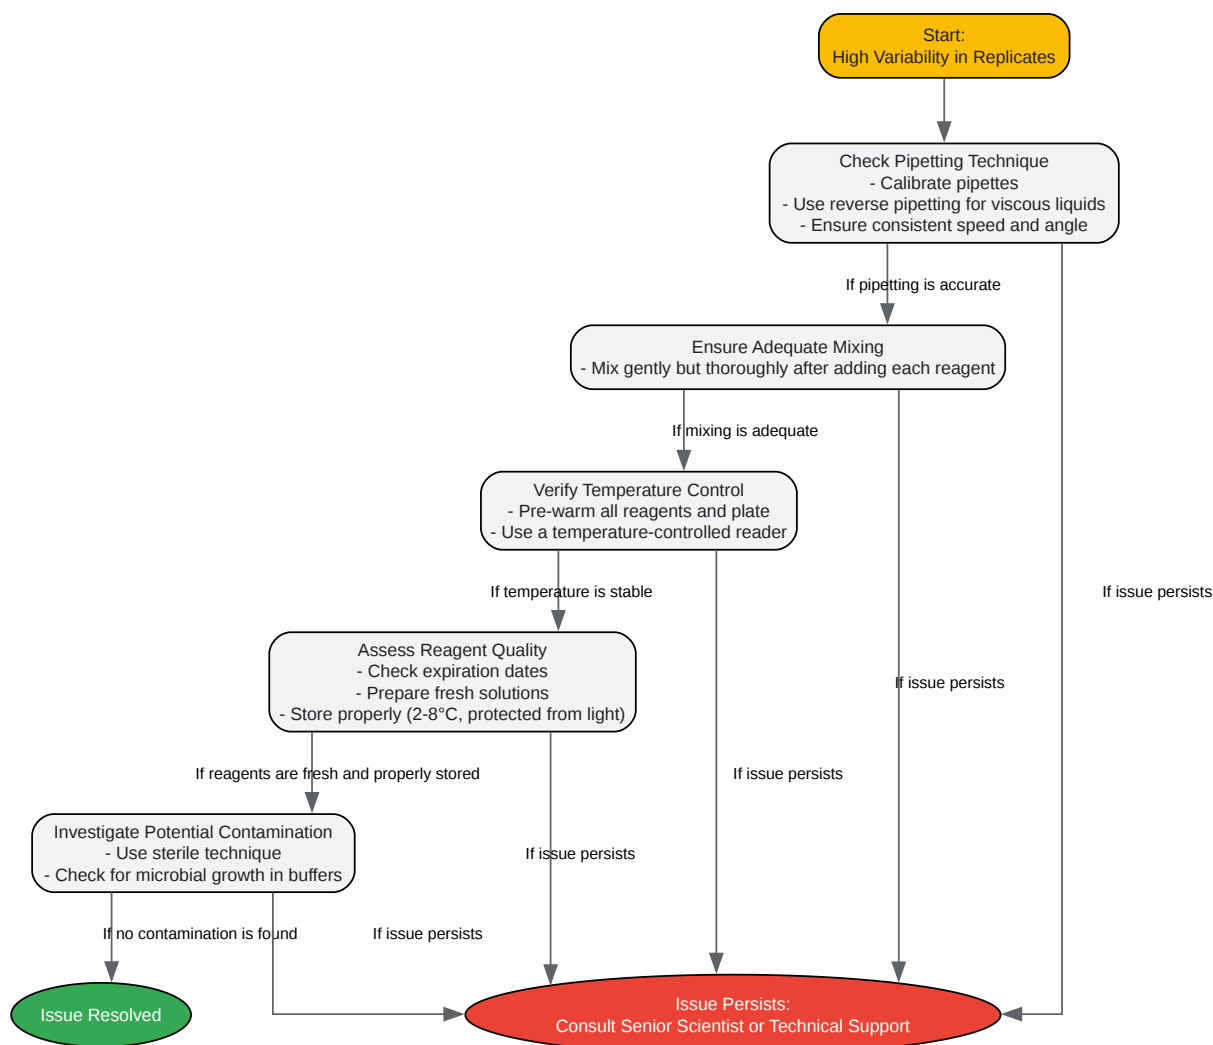 Start:
High Variability in Replicates
Check Pipetting Technique
- Calibrate pipettes
- Use reverse pipetting for viscous liquids
- Ensure consistent speed and angle
If pipetting is accurate
Ensure Adequate Mixing
- Mix gently but thoroughly after adding each reagent
If mixing is adequate
Verify Temperature Control
- Pre-warm all reagents and plate
- Use a temperature-controlled reader
If temperature is stable
If issue persists
Assess Reagent Quality
- Check expiration dates
- Prepare fresh solutions
- Store properly (2-8°C, protected from light)
If issue persists
If reagents are fresh and properly stored
If issue persists
Investigate Potential Contamination
- Use sterile technique
- Check for microbial growth in buffers
If issue persists
If no contamination is found
If issue persists
Issue Resolved
Issue Persists:
Consult Senior Scientist or Technical Support